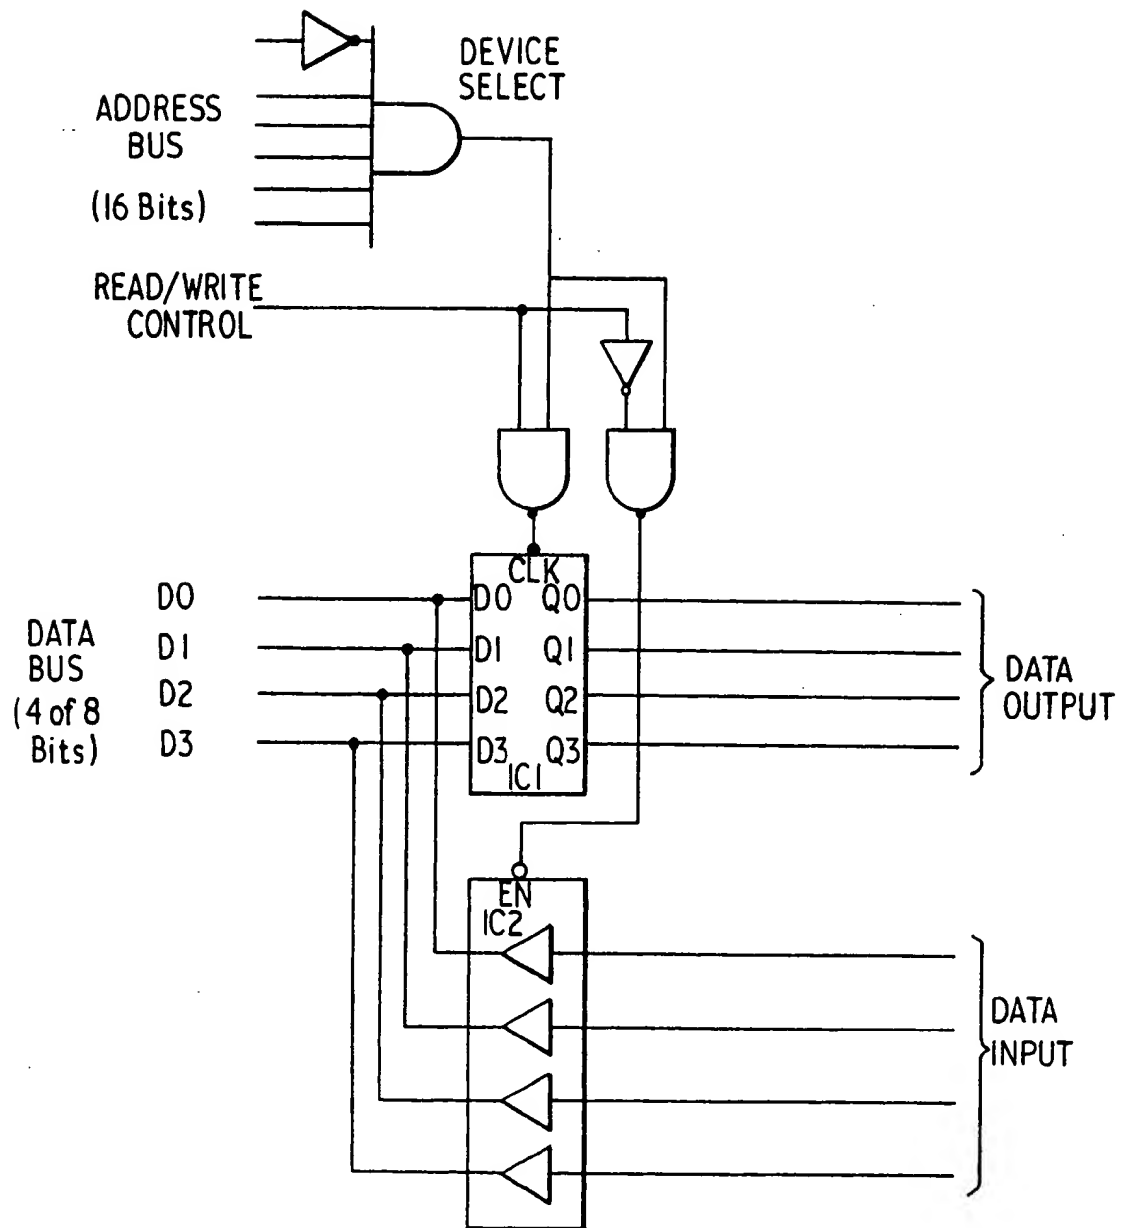 DEVICE
SELECT
ADDRESS
BUS
(16 Bits)
READ/WRITE
CONTROL
CLK
D0
D0 Q0
DATA
BUS
(4 of 8
Bits)
D1
D1 Q1
D2
D2 Q2
D3
D3 Q3
IC1
DATA
OUTPUT
EN
IC2
DATA
INPUT